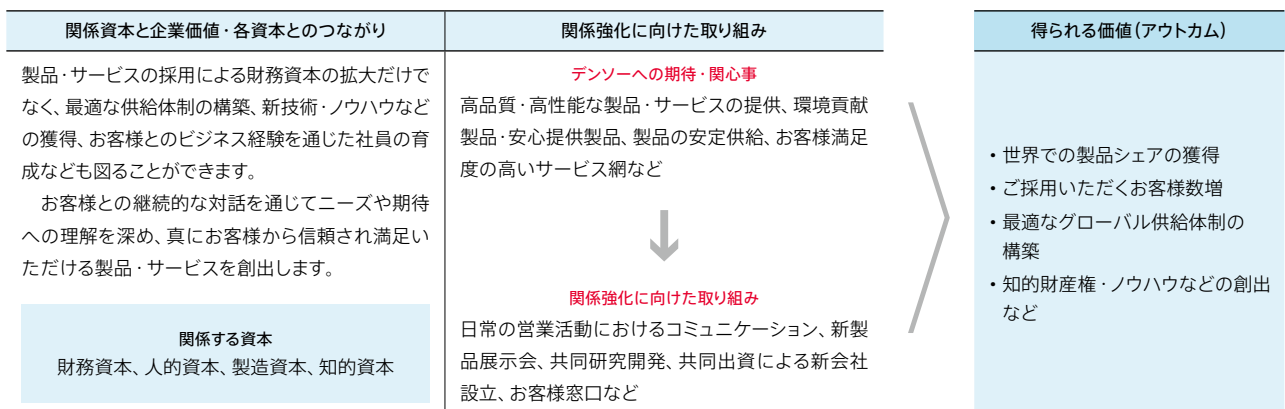 関係資本と企業価値・各資本とのつながり
製品・サービスの採用による財務資本の拡大だけで
なく、最適な供給体制の構築、新技術・ノウハウなど
の獲得、お客様とのビジネス経験を通じた社員の育
成なども図ることができます。
　お客様との継続的な対話を通じてニーズや期待
への理解を深め、真にお客様から信頼され満足い
ただける製品・サービスを創出します。
関係する資本
財務資本、人的資本、製造資本、知的資本
関係強化に向けた取り組み
デンソーへの期待・関心事
高品質・高性能な製品・サービスの提供、環境貢献
製品・安心提供製品、製品の安定供給、お客様満足
度の高いサービス網など
関係強化に向けた取り組み
日常の営業活動におけるコミュニケーション、新製
品展示会、共同研究開発、共同出資による新会社
設立、お客様窓口など
得られる価値(アウトカム)
・世界での製品シェアの獲得
・ご採用いただくお客様数増
・最適なグローバル供給体制の
構築
・知的財産権・ノウハウなどの創出
など